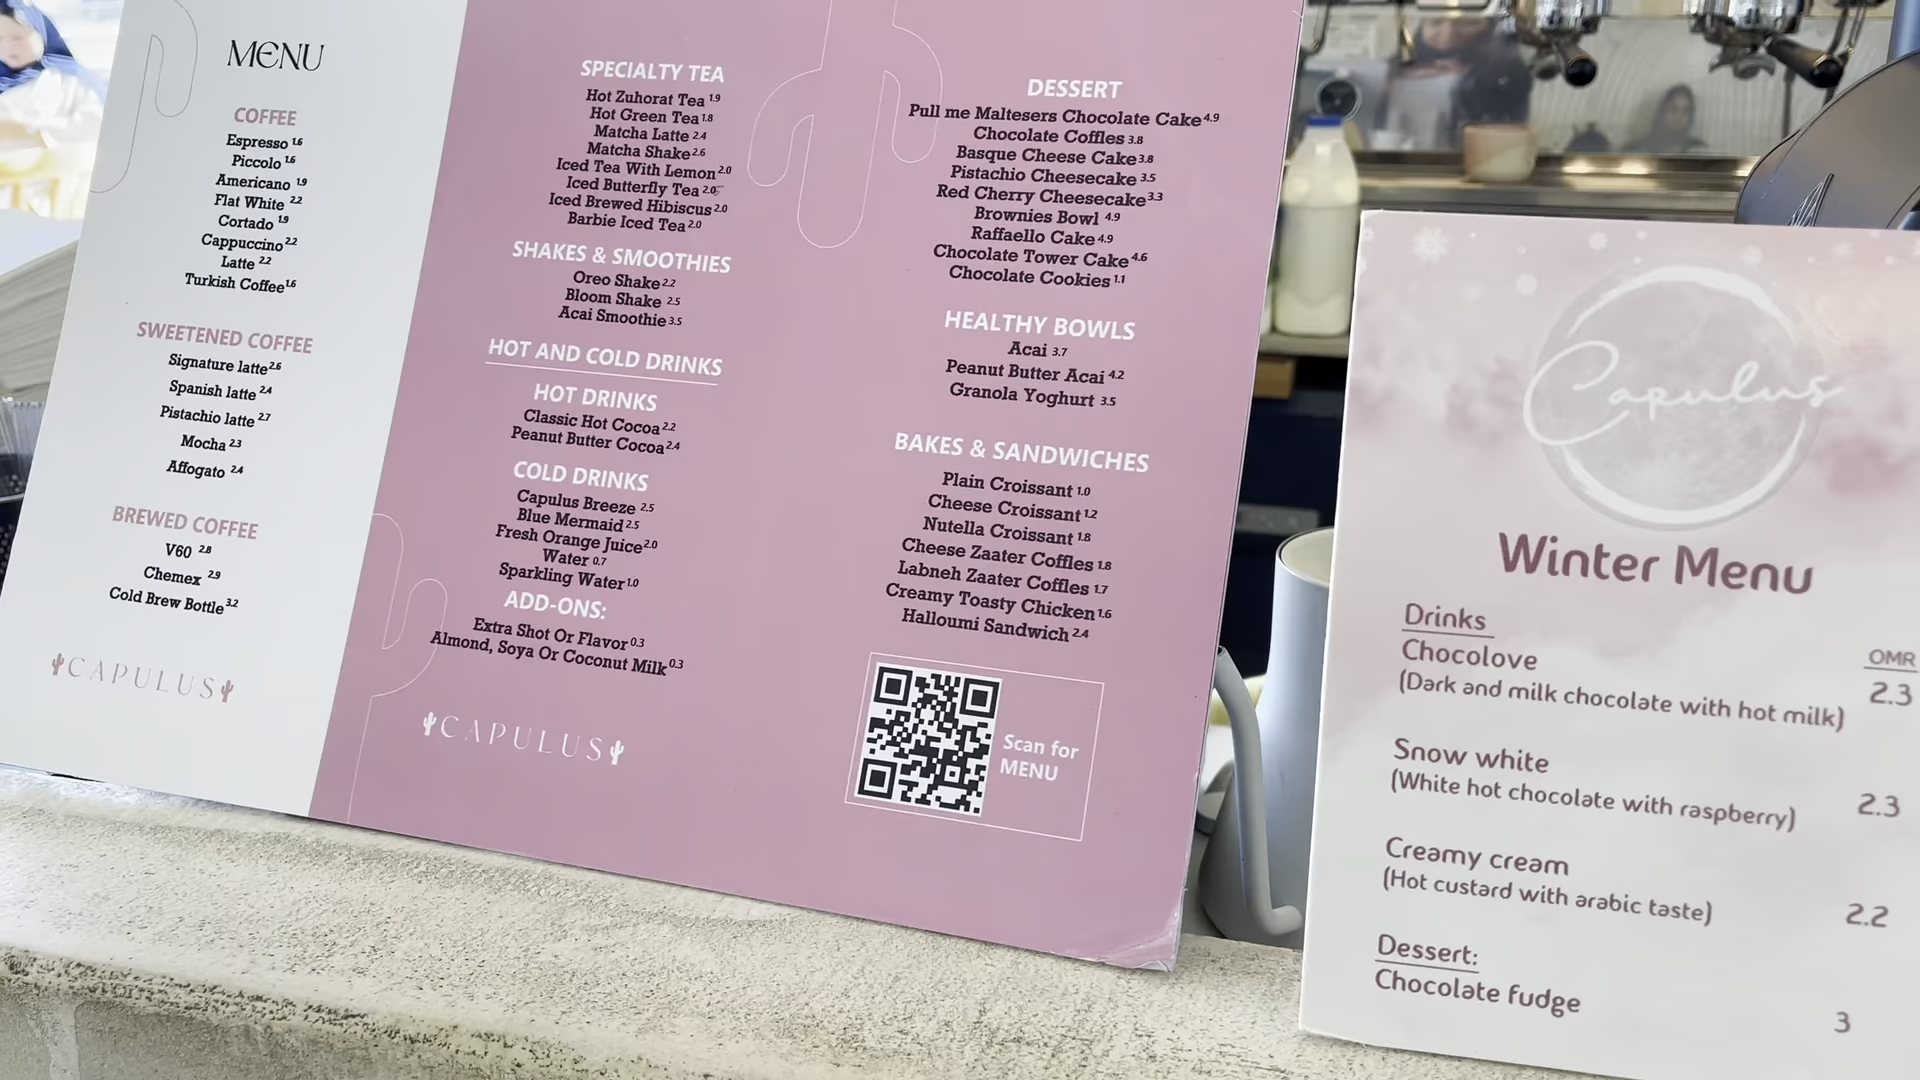 MENU
COFFEE
Espresso 1.6
Piccolo 1.6
Americano 1.9
Flat White 2.2
Cortado 1.9
Cappuccino 2.2
Latte 2.2
Turkish Coffee 1.6
SWEETENED COFFEE
Signature latte 2.6
Spanish latte 2.4
Pistachio latte 2.7
Mocha 2.3
Affogato 2.4
BREWED COFFEE
V60 2.8
Chemex 2.9
Cold Brew Bottle 3.2
CAPULUS
SPECIALTY TEA
Hot Zuhorat Tea 1.9
Hot Green Tea 1.8
Matcha Latte 2.4
Matcha Shake 2.6
Iced Tea With Lemon 2.0
Iced Butterfly Tea 2.0
Iced Brewed Hibiscus 2.0
Barbie Iced Tea 2.0
SHAKES & SMOOTHIES
Oreo Shake 2.2
Bloom Shake 2.5
Acai Smoothie 3.5
HOT AND COLD DRINKS
HOT DRINKS
Classic Hot Cocoa 2.2
Peanut Butter Cocoa 2.4
COLD DRINKS
Capulus Breeze 2.5
Blue Mermaid 2.5
Fresh Orange Juice 2.0
Water 0.7
Sparkling Water 1.0
ADD-ONS:
Extra Shot Or Flavor 0.3
Almond, Soya Or Coconut Milk 0.3
CAPULUS
DESSERT
Pull me Maltesers Chocolate Cake 4.9
Chocolate Coffles 3.8
Basque Cheese Cake 3.8
Pistachio Cheesecake 3.5
Red Cherry Cheesecake 3.3
Brownies Bowl 4.9
Raffaello Cake 4.9
Chocolate Tower Cake 4.6
Chocolate Cookies 1.1
HEALTHY BOWLS
Acai 3.7
Peanut Butter Acai 4.2
Granola Yoghurt 3.5
BAKES & SANDWICHES
Plain Croissant 1.0
Cheese Croissant 1.2
Nutella Croissant 1.8
Cheese Zaater Coffles 1.8
Labneh Zaater Coffles 1.7
Creamy Toasty Chicken 1.6
Halloumi Sandwich 2.4
Scan for
MENU
Capulus
Winter Menu
Drinks
OMR
Chocolove 2.3
(Dark and milk chocolate with hot milk)
Snow white
(White hot chocolate with raspberry) 2.3
Creamy cream
(Hot custard with arabic taste) 2.2
Dessert:
Chocolate fudge 3